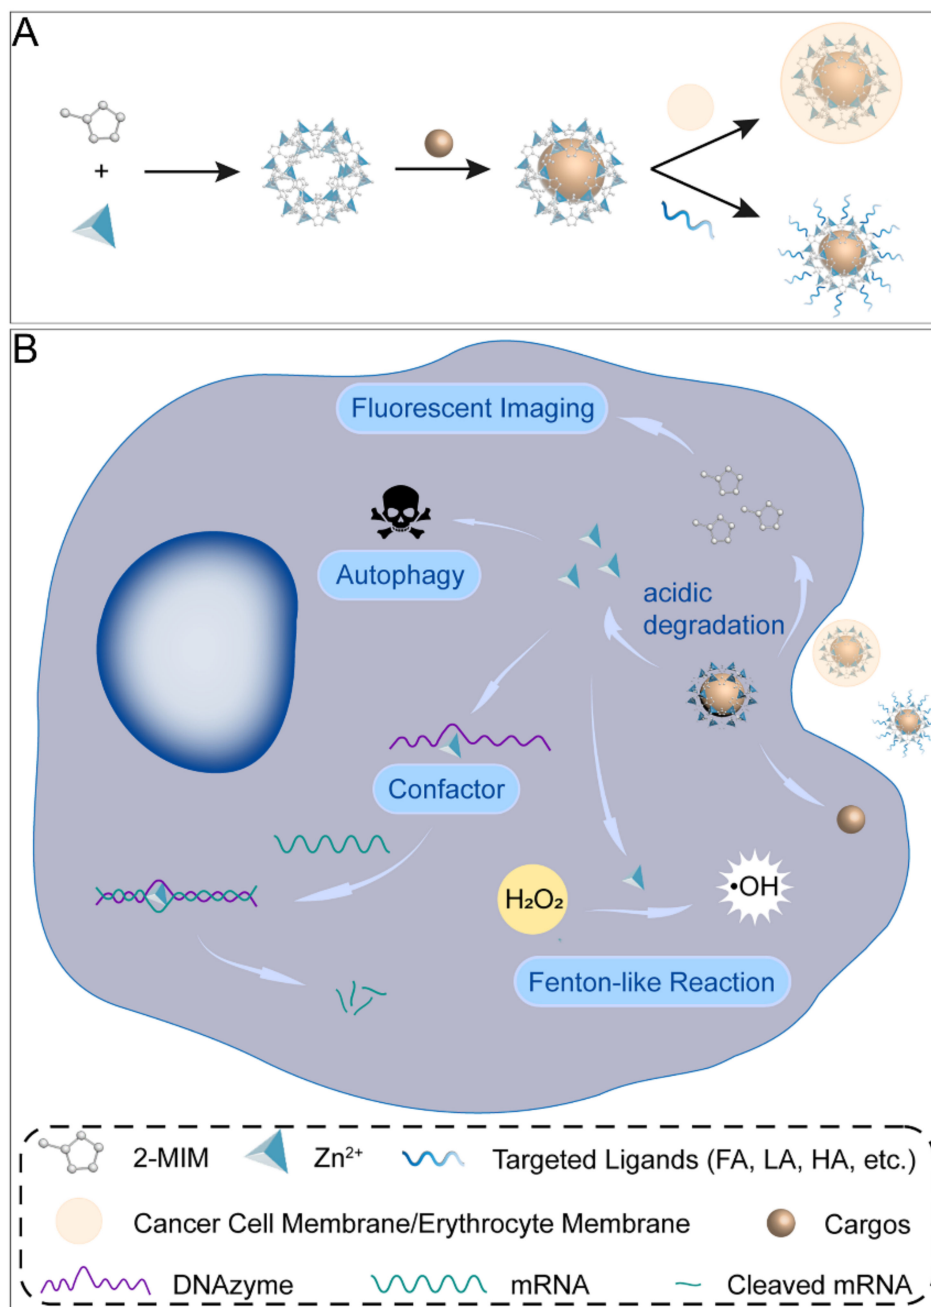 A
+
B
Fluorescent Imaging
Autophagy
acidic
degradation
Confactor
H₂O₂
•OH
Fenton-like Reaction
2-MIM
Zn²⁺
Targeted Ligands (FA, LA, HA, etc.)
Cancer Cell Membrane/Erythrocyte Membrane
Cargos
DNAzyme
mRNA
Cleaved mRNA